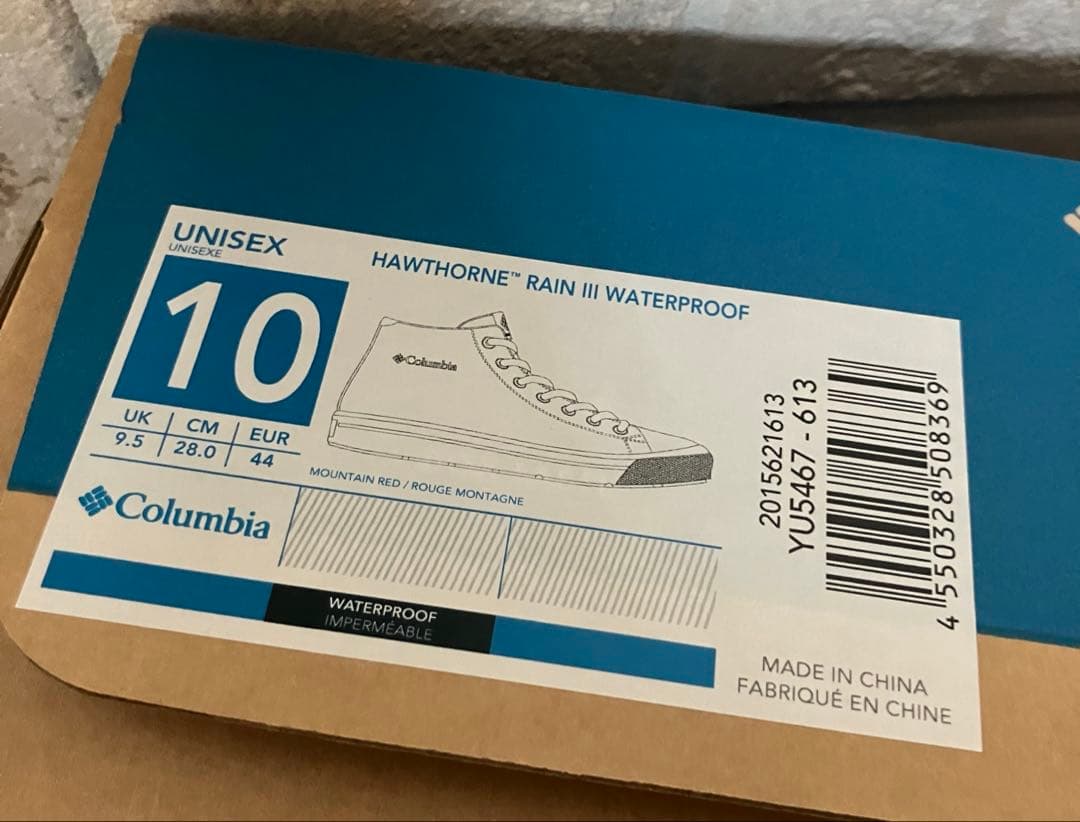 UNISEX
UNISEXE
10
UK | CM | EUR
9.5 | 28.0 | 44
HAWTHORNE™ RAIN III WATERPROOF
Columbia
MOUNTAIN RED / ROUGE MONTAGNE
Columbia
WATERPROOF
IMPERMÉABLE
2015621613
YU5467 - 613
4 550328 508369
MADE IN CHINA
FABRIQUÉ EN CHINE